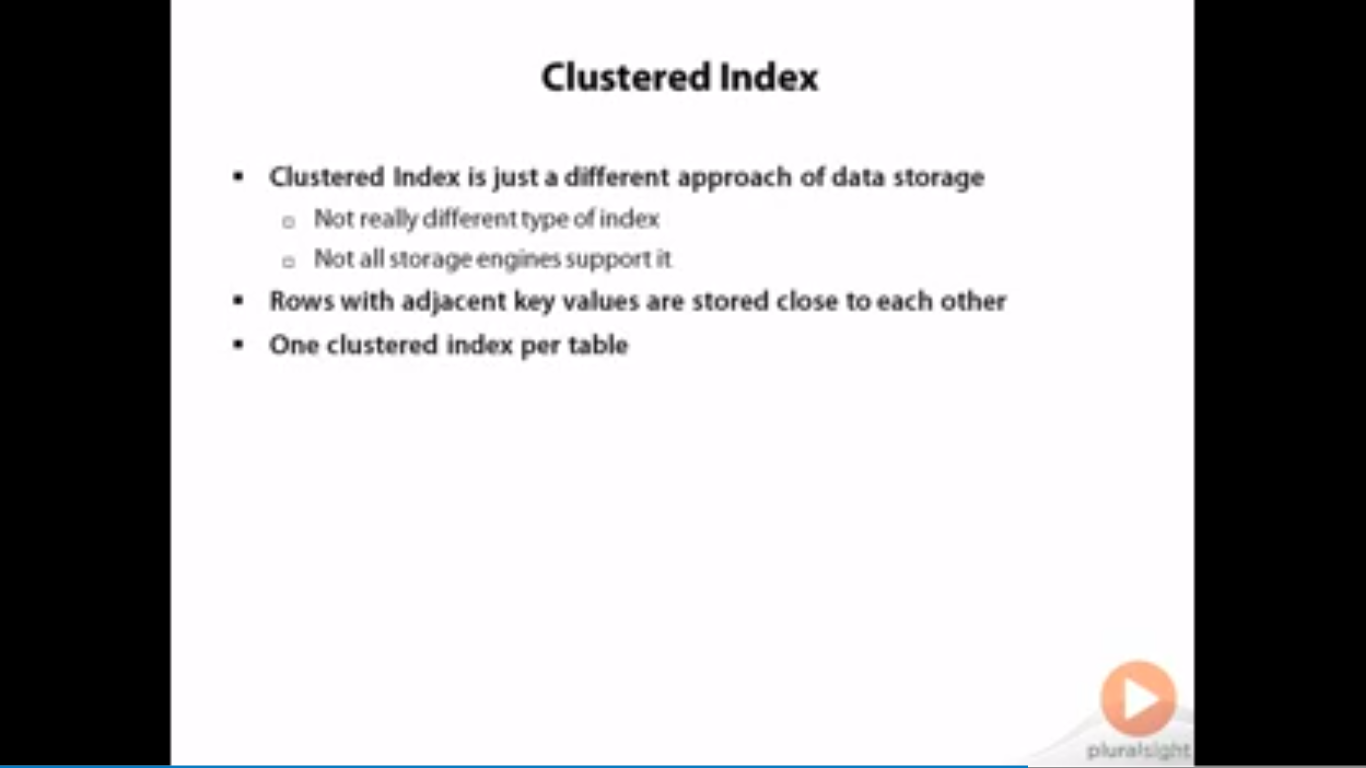 Clustered Index
▪ Clustered Index is just a different approach of data storage
▫ Not really different type of index
▫ Not all storage engines support it
▪ Rows with adjacent key values are stored close to each other
▪ One clustered index per table
pluralsight